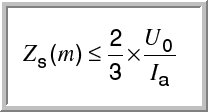 Zₛ(m) ≤ 2/3 × U₀/Iₐ